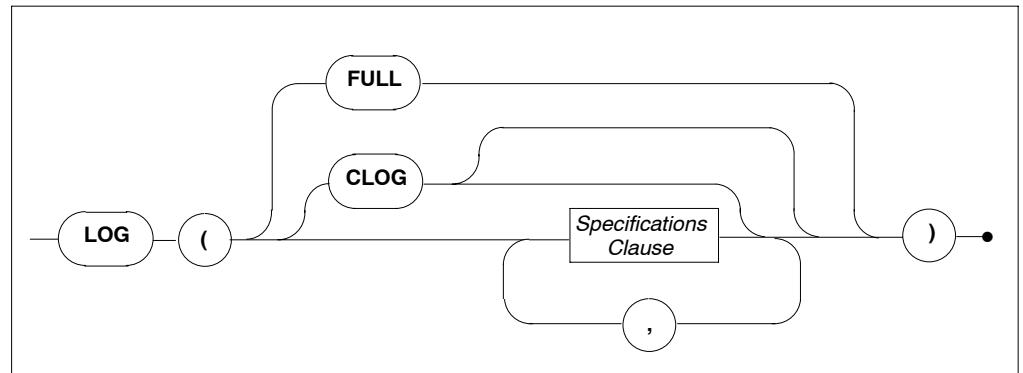 FULL
CLOG
LOG
(
Specifications
Clause
)
,